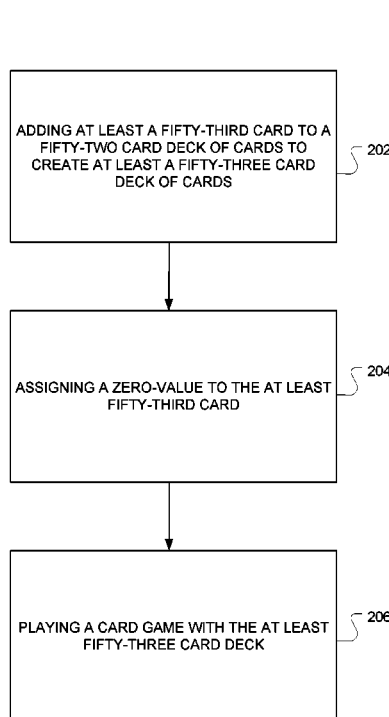 ADDING AT LEAST A FIFTY-THIRD CARD TO A
FIFTY-TWO CARD DECK OF CARDS TO
CREATE AT LEAST A FIFTY-THREE CARD
DECK OF CARDS
202
ASSIGNING A ZERO-VALUE TO THE AT LEAST
FIFTY-THIRD CARD
204
PLAYING A CARD GAME WITH THE AT LEAST
FIFTY-THREE CARD DECK
206